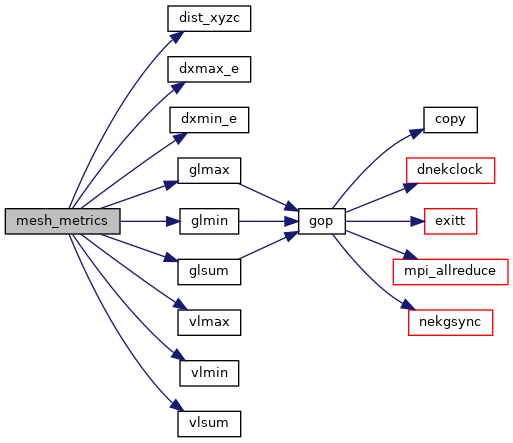 dist_xyzc
dxmax_e
dxmin_e
glmax
mesh_metrics
glmin
glsum
vlmax
vlmin
vlsum
gop
copy
dnekclock
exitt
mpi_allreduce
nekgsync